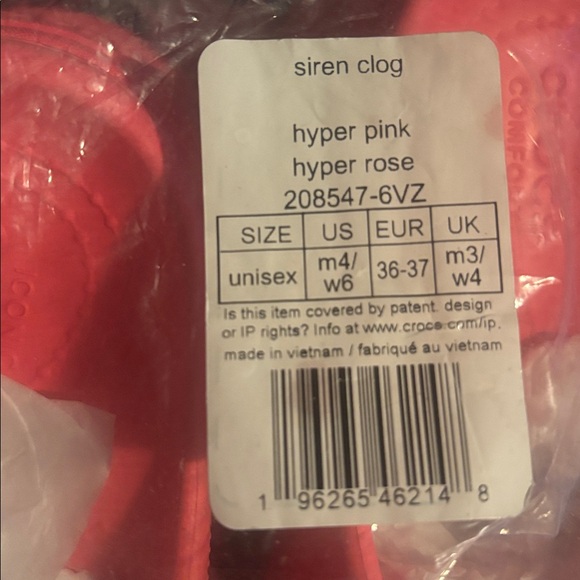 siren clog
hyper pink
hyper rose
208547-6VZ
SIZE US EUR UK
unisex m4/ w6 36-37 m3/ w4
Is this item covered by patent, design
or IP rights? Info at www.crocs.com/ip.
made in vietnam / fabriqué au vietnam
1 96265 46214 8